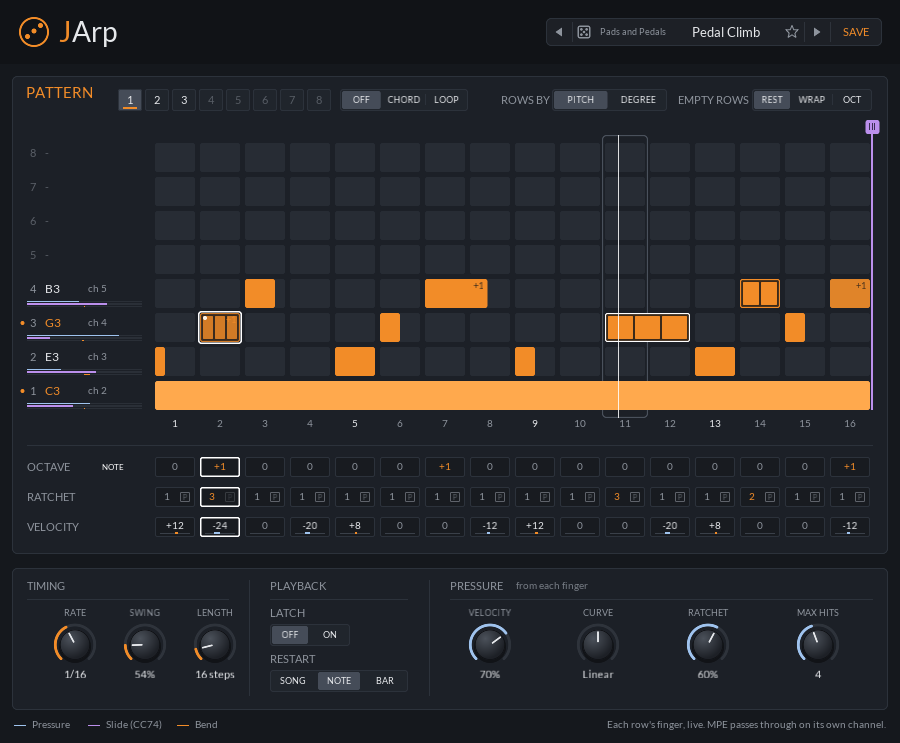 JArp
Pads and Pedals Pedal Climb SAVE
PATTERN 1 2 3 4 5 6 7 8 OFF CHORD LOOP ROWS BY PITCH DEGREE EMPTY ROWS REST WRAP OCT
8 -
7 -
6 -
5 -
4 B3 ch 5 +1 +1
3 G3 ch 4
2 E3 ch 3
1 C3 ch 2
1 2 3 4 5 6 7 8 9 10 11 12 13 14 15 16
OCTAVE NOTE 0 +1 0 0 0 0 +1 0 0 0 0 0 0 0 0 +1
RATCHET 1 P 3 P 1 P 1 P 1 P 1 P 1 P 1 P 1 P 1 P 3 P 1 P 1 P 2 P 1 P 1 P
VELOCITY +12 -24 0 -20 +8 0 0 -12 +12 0 0 -20 +8 0 0 -12
TIMING PLAYBACK PRESSURE from each finger
RATE SWING LENGTH LATCH VELOCITY CURVE RATCHET MAX HITS
OFF ON
RESTART
1/16 54% 16 steps SONG NOTE BAR 70% Linear 60% 4
Pressure Slide (CC74) Bend Each row's finger, live. MPE passes through on its own channel.